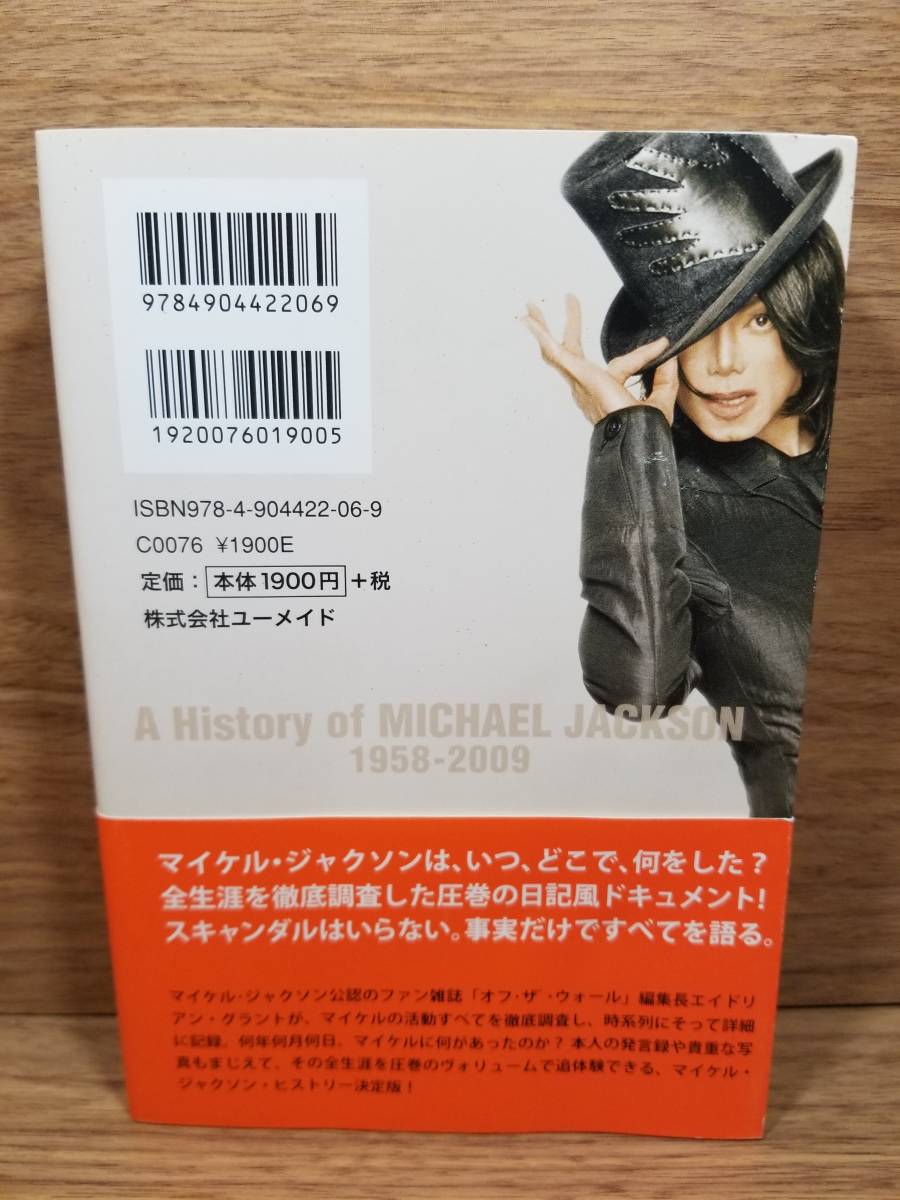 9784904422069
1920076019005
ISBN978-4-904422-06-9
C0076 ¥1900E
定価：本体1900円+税
株式会社ユーメイド
A History of MICHAEL JACKSON
1958-2009
マイケル・ジャクソンは、いつ、どこで、何をした？
全生涯を徹底調査した圧巻の日記風ドキュメント！
スキャンダルはいらない。事実だけですべてを語る。
マイケル・ジャクソン公認のファン雑誌「オフ・ザ・ウォール」編集長エイドリ
アン・グラントが、マイケルの活動すべてを徹底調査し、時系列にそって詳細
に記録。何年何月何日。マイケルに何があったのか？本人の発言録や貴重な写
真もまじえて、その全生涯を圧巻のヴォリュームで追体験できる、マイケル・
ジャクソン・ヒストリー決定版！